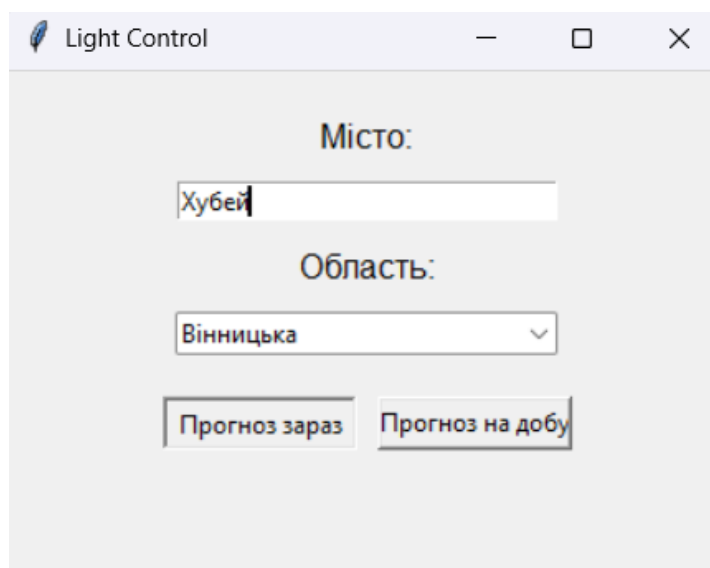 Light Control
Місто:
Хубей
Область:
Вінницька
Прогноз зараз Прогноз на добу